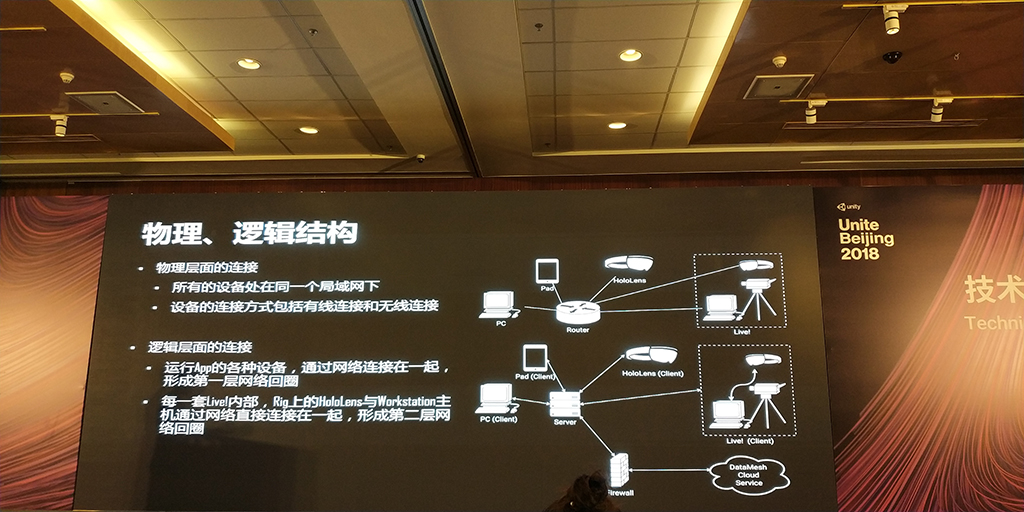 unity
Unite
Beijing
2018
技术
Techni
物理、逻辑结构
• 物理层面的连接
• 所有的设备处在同一个局域网下
• 设备的连接方式包括有线连接和无线连接
• 逻辑层面的连接
• 运行App的各种设备，通过网络连接在一起，
形成第一层网络回圈
• 每一套Live!内部，Rig上的HoloLens与Workstation主
机通过网络直接连接在一起，形成第二层网
络回圈
Pad
HoloLens
PC
Router
Live!
Pad (Client)
HoloLens (Client)
PC (Client)
Server
Live! (Client)
DataMesh
Cloud
Service
Firewall